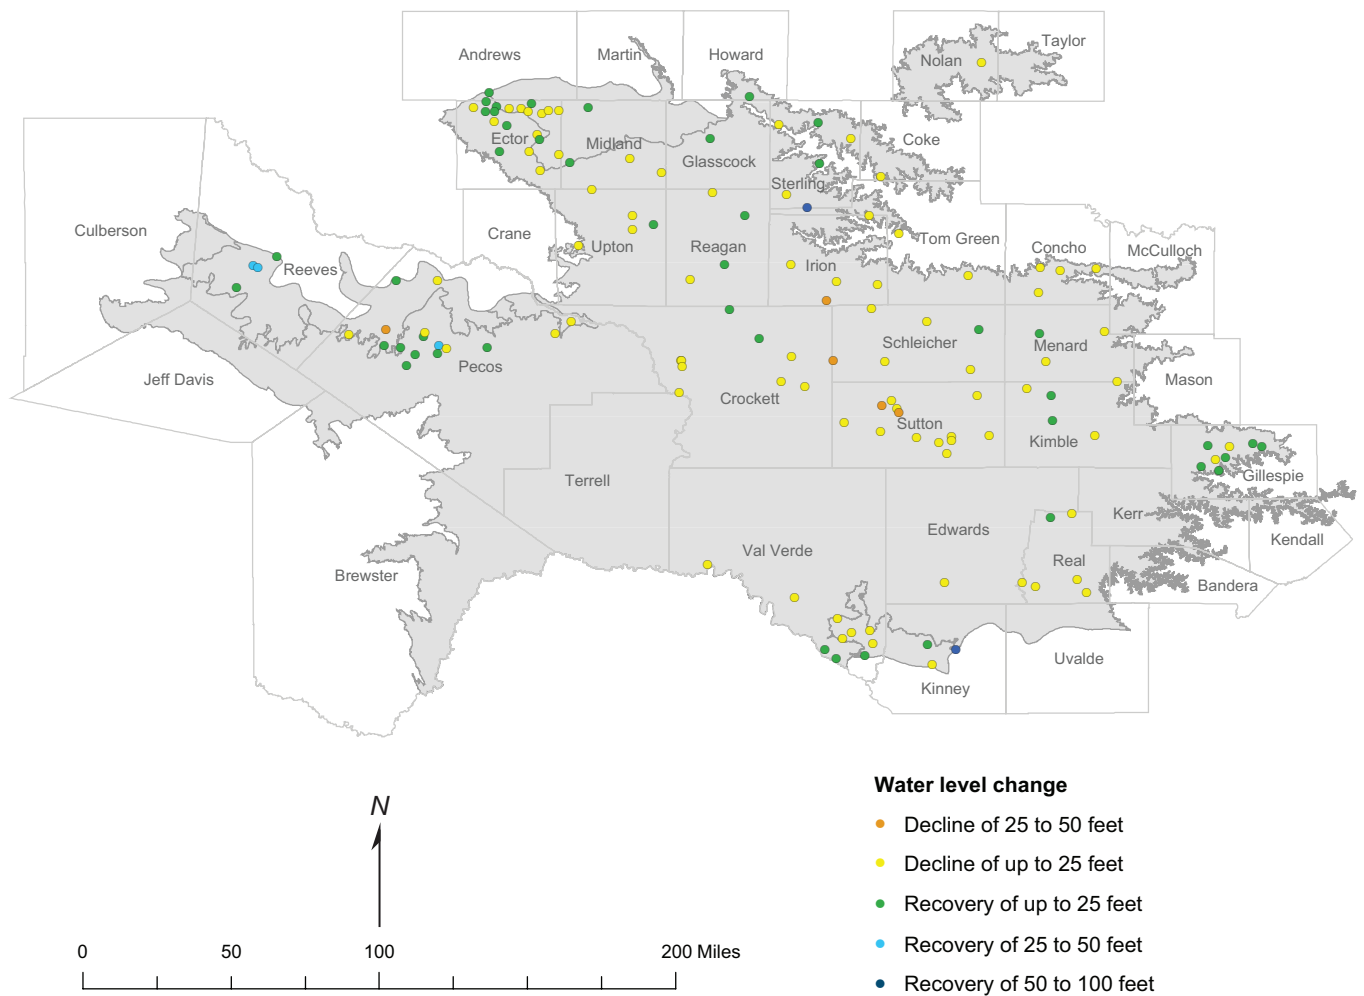 Andrews
Martin
Howard
Nolan
Taylor
Ector
Midland
Glasscock
Coke
Sterling
Culberson
Reeves
Crane
Upton
Reagan
Irion
Tom Green
Concho
McCulloch
Jeff Davis
Pecos
Crockett
Schleicher
Menard
Mason
Sutton
Kimble
Gillespie
Terrell
Val Verde
Edwards
Kerr
Kendall
Real
Bandera
Brewster
Kinney
Uvalde
N
0 50 100 200 Miles
Water level change
Decline of 25 to 50 feet
Decline of up to 25 feet
Recovery of up to 25 feet
Recovery of 25 to 50 feet
Recovery of 50 to 100 feet